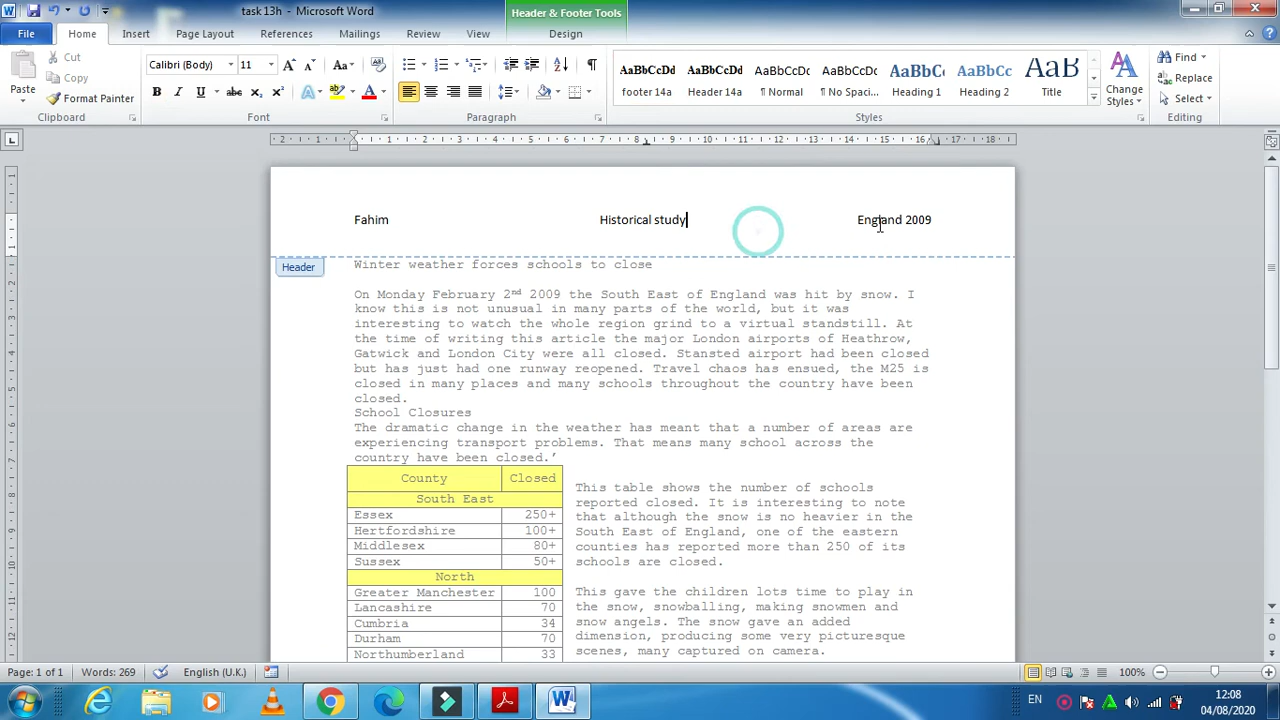 task 13h - Microsoft Word
Header & Footer Tools
File Home Insert Page Layout References Mailings Review View Design
Paste
Cut
Copy
Format Painter
Clipboard
Calibri (Body) 11
Font
Paragraph
AaBbCcDd AaBbCcDd AaBbCcDc AaBbCcDc AaBbC AaBbCc AaB
footer 14a Header 14a ¶ Normal ¶ No Spaci... Heading 1 Heading 2 Title
Styles
Change Styles
Find
Replace
Select
Editing
Fahim Historical study England 2009
Header
Winter weather forces schools to close
On Monday February 2nd 2009 the South East of England was hit by snow. I
know this is not unusual in many parts of the world, but it was
interesting to watch the whole region grind to a virtual standstill. At
the time of writing this article the major London airports of Heathrow,
Gatwick and London City were all closed. Stansted airport had been closed
but has just had one runway reopened. Travel chaos has ensued, the M25 is
closed in many places and many schools throughout the country have been
closed.
School Closures
The dramatic change in the weather has meant that a number of areas are
experiencing transport problems. That means many school across the
country have been closed.’
County Closed
South East
Essex 250+
Hertfordshire 100+
Middlesex 80+
Sussex 50+
North
Greater Manchester 100
Lancashire 70
Cumbria 34
Durham 70
Northumberland 33
This table shows the number of schools
reported closed. It is interesting to note
that although the snow is no heavier in the
South East of England, one of the eastern
counties has reported more than 250 of its
schools are closed.
This gave the children lots time to play in
the snow, snowballing, making snowmen and
snow angels. The snow gave an added
dimension, producing some very picturesque
scenes, many captured on camera.
Page: 1 of 1 Words: 269 English (U.K.) 100%
EN 12:08
04/08/2020